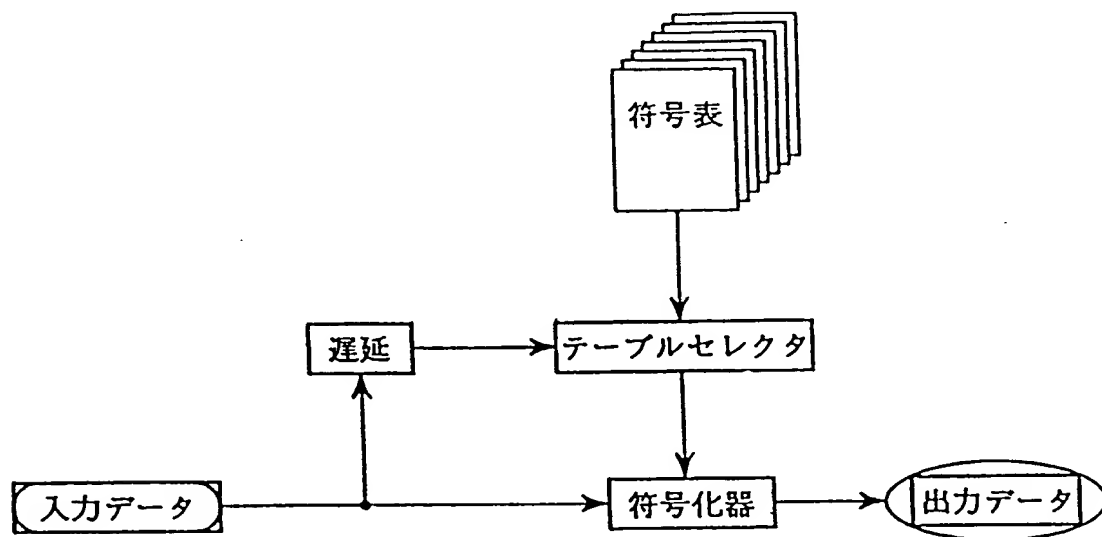 符号表
遅延
テーブルセレクタ
入力データ
符号化器
出力データ